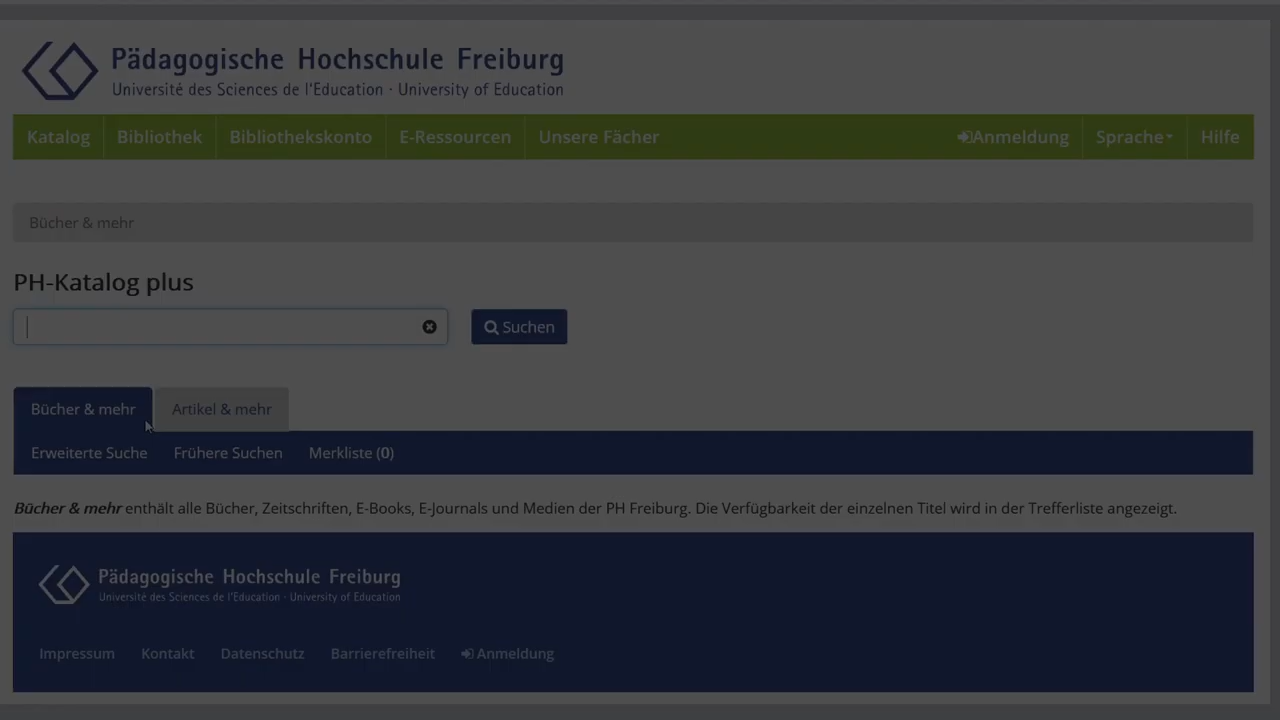 Pädagogische Hochschule Freiburg
Université des Sciences de l'Education · University of Education
Katalog Bibliothek Bibliothekskonto E-Ressourcen Unsere Fächer Anmeldung Sprache Hilfe
Bücher & mehr
PH-Katalog plus
Suchen
Bücher & mehr Artikel & mehr
Erweiterte Suche Frühere Suchen Merkliste (0)
Bücher & mehr enthält alle Bücher, Zeitschriften, E-Books, E-Journals und Medien der PH Freiburg. Die Verfügbarkeit der einzelnen Titel wird in der Trefferliste angezeigt.
Pädagogische Hochschule Freiburg
Université des Sciences de l'Education · University of Education
Impressum Kontakt Datenschutz Barrierefreiheit Anmeldung